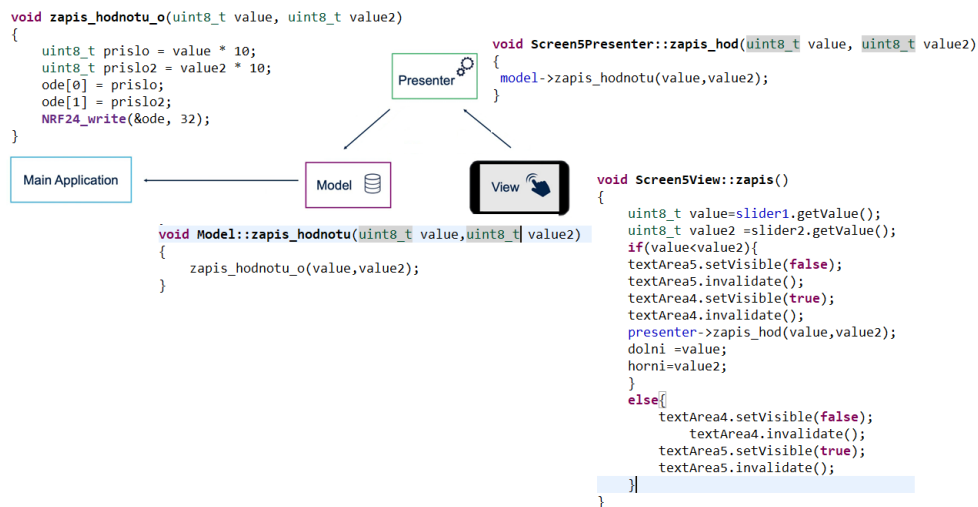 void zapis_hodnotu_o(uint8_t value, uint8_t value2)
{
    uint8_t prislo = value * 10;
    uint8_t prislo2 = value2 * 10;
    ode[0] = prislo;
    ode[1] = prislo2;
    NRF24_write(&ode, 32);
}
Presenter
void Screen5Presenter::zapis_hod(uint8_t value, uint8_t value2)
{
 model->zapis_hodnotu(value,value2);
}
Main Application
Model
View
void Model::zapis_hodnotu(uint8_t value,uint8_t value2)
{
    zapis_hodnotu_o(value,value2);
}
void Screen5View::zapis()
{
    uint8_t value=slider1.getValue();
    uint8_t value2 =slider2.getValue();
    if(value<value2){
    textArea5.setVisible(false);
    textArea5.invalidate();
    textArea4.setVisible(true);
    textArea4.invalidate();
    presenter->zapis_hod(value,value2);
    dolni =value;
    horni=value2;
    }
    else{
        textArea4.setVisible(false);
            textArea4.invalidate();
        textArea5.setVisible(true);
        textArea5.invalidate();
    }
}